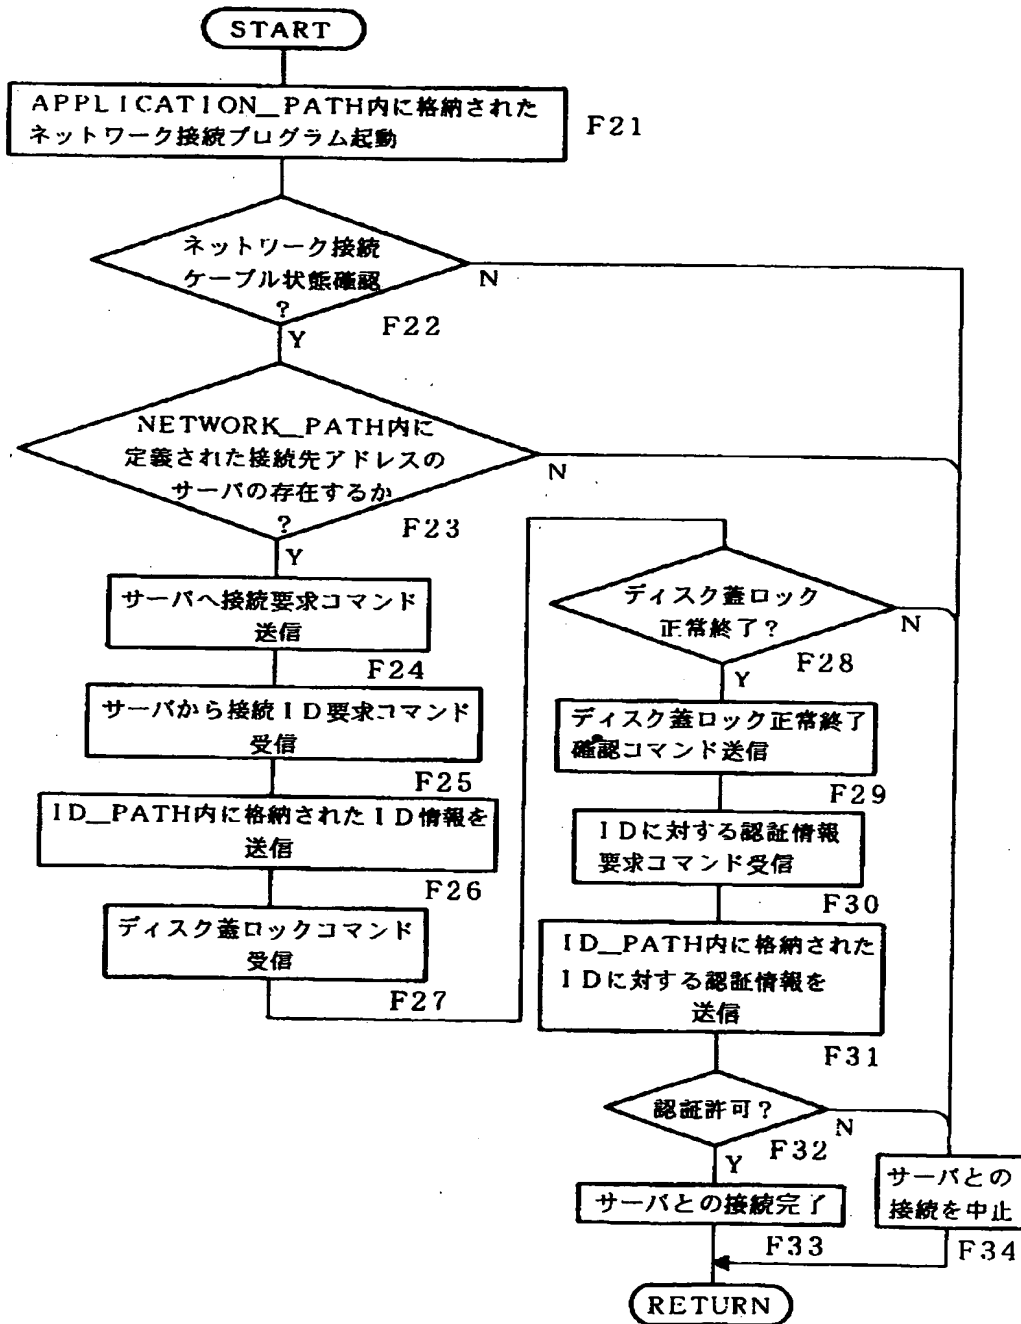 START
APPLICATION_PATH内に格納された
ネットワーク接続プログラム起動
F21
ネットワーク接続
ケーブル状態確認
?
N
F22
Y
NETWORK_PATH内に
定義された接続先アドレスの
サーバの存在するか
?
N
F23
Y
サーバへ接続要求コマンド
送信
F24
サーバから接続ID要求コマンド
受信
F25
ID_PATH内に格納されたID情報を
送信
F26
ディスク蓋ロックコマンド
受信
F27
ディスク蓋ロック
正常終了?
N
F28
Y
ディスク蓋ロック正常終了
確認コマンド送信
F29
IDに対する認証情報
要求コマンド受信
F30
ID_PATH内に格納された
IDに対する認証情報を
送信
F31
認証許可?
N
F32
Y
サーバとの接続完了
F33
サーバとの
接続を中止
F34
RETURN